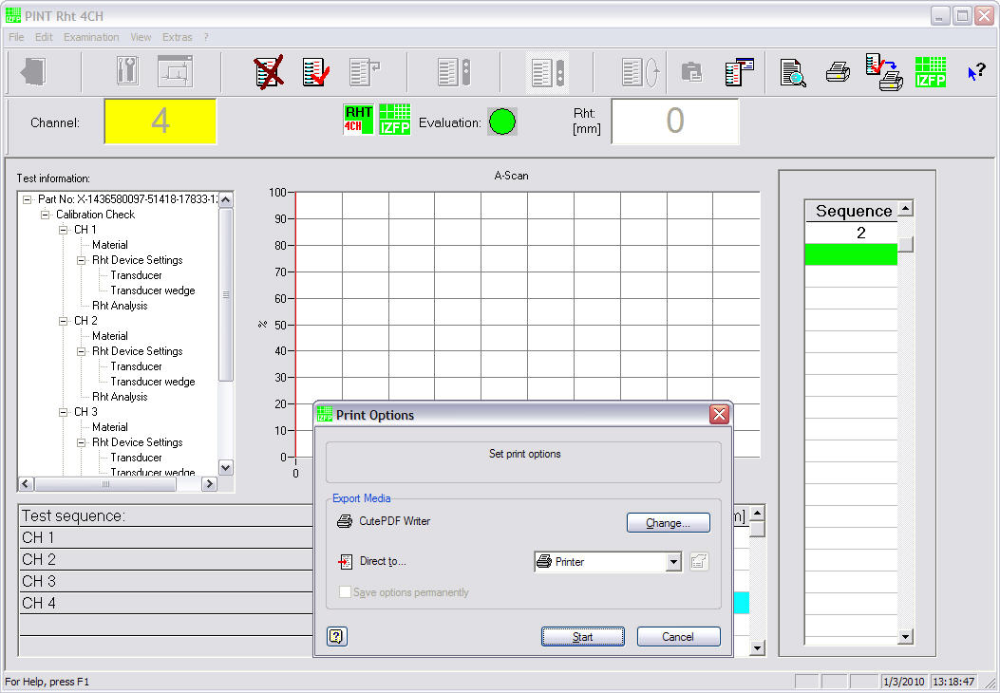 PINT Rht 4CH
File Edit Examination View Extras ?
IZFP
Channel: 4
RHT
4CH
IZFP
Evaluation:
Rht:
[mm]
0
Test information:
Part No: X-1436580097-51418-17833-1
Calibration Check
CH 1
Material
Rht Device Settings
Transducer
Transducer wedge
Rht Analysis
CH 2
Material
Rht Device Settings
Transducer
Transducer wedge
Rht Analysis
CH 3
Material
Rht Device Settings
Transducer
Transducer wedge
A-Scan
100
90
80
70
60
%
50
40
30
20
10
0
0
Sequence
2
Test sequence:
m]
CH 1
CH 2
CH 3
CH 4
IZFP
Print Options
Set print options
Export Media
CutePDF Writer
Change...
Direct to...
Printer
Save options permanently
?
Start
Cancel
For Help, press F1
1/3/2010
13:18:47